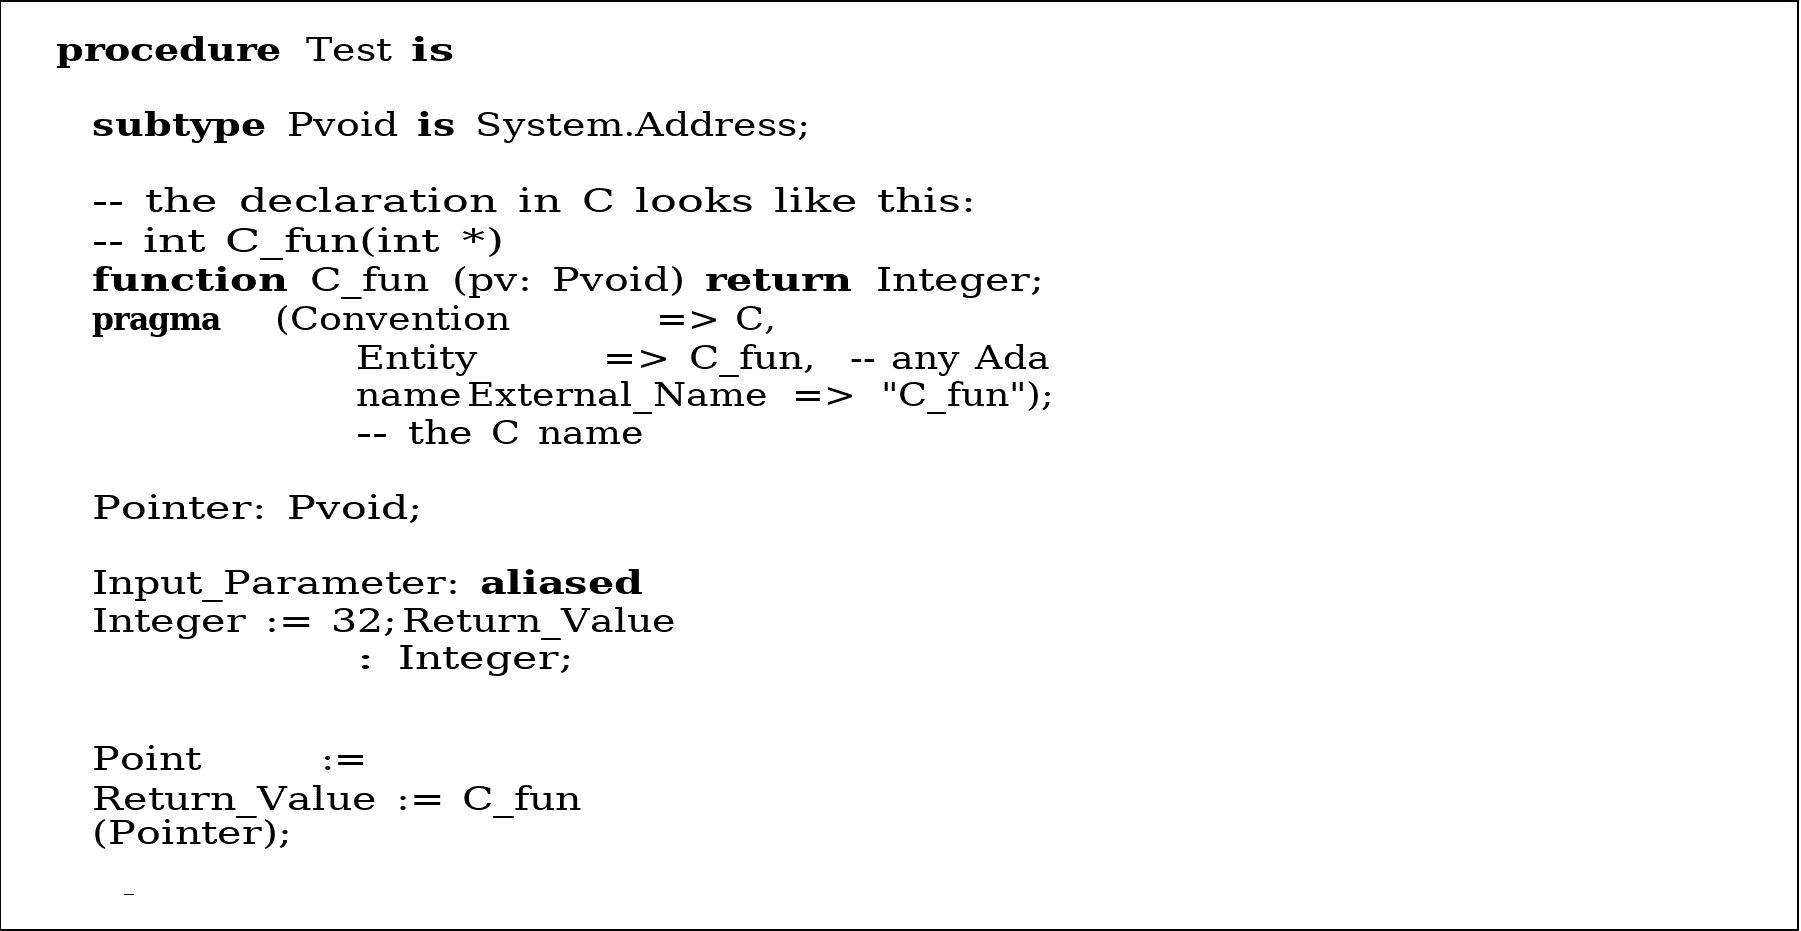 procedure Test is
subtype Pvoid is System.Address;
-- the declaration in C looks like this:
-- int C_fun(int *)
function C_fun (pv: Pvoid) return Integer;
pragma (Convention => C,
Entity => C_fun, -- any Ada
name External_Name => "C_fun");
-- the C name
Pointer: Pvoid;
Input_Parameter: aliased
Integer := 32; Return_Value
: Integer;
Point :=
Return_Value := C_fun
(Pointer);
_